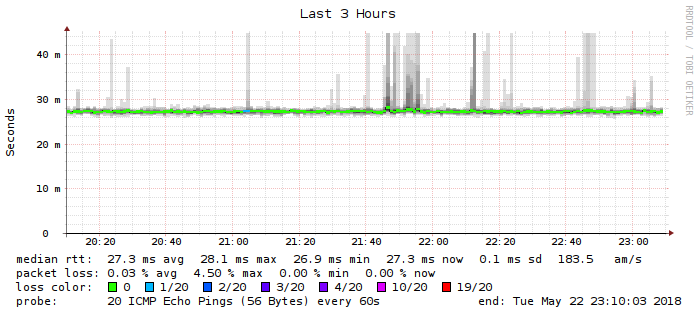 Last 3 Hours
RRDTOOL / TOBI OETIKER
Seconds
40 m
30 m
20 m
10 m
0
20:20 20:40 21:00 21:20 21:40 22:00 22:20 22:40 23:00
median rtt: 27.3 ms avg 28.1 ms max 26.9 ms min 27.3 ms now 0.1 ms sd 183.5 am/s
packet loss: 0.03 % avg 4.50 % max 0.00 % min 0.00 % now
loss color: 0 1/20 2/20 3/20 4/20 10/20 19/20
probe: 20 ICMP Echo Pings (56 Bytes) every 60s end: Tue May 22 23:10:03 2018